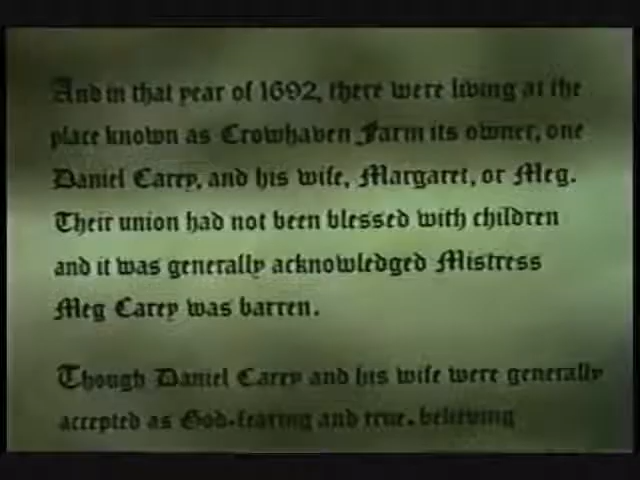 And in that year of 1692, there were living at the
place known as Crowhaven Farm its owner, one
Daniel Carey, and his wife, Margaret, or Meg.
Their union had not been blessed with children
and it was generally acknowledged Mistress
Meg Carey was barren.
Though Daniel Carey and his wife were generally
accepted as God-fearing and true-believing